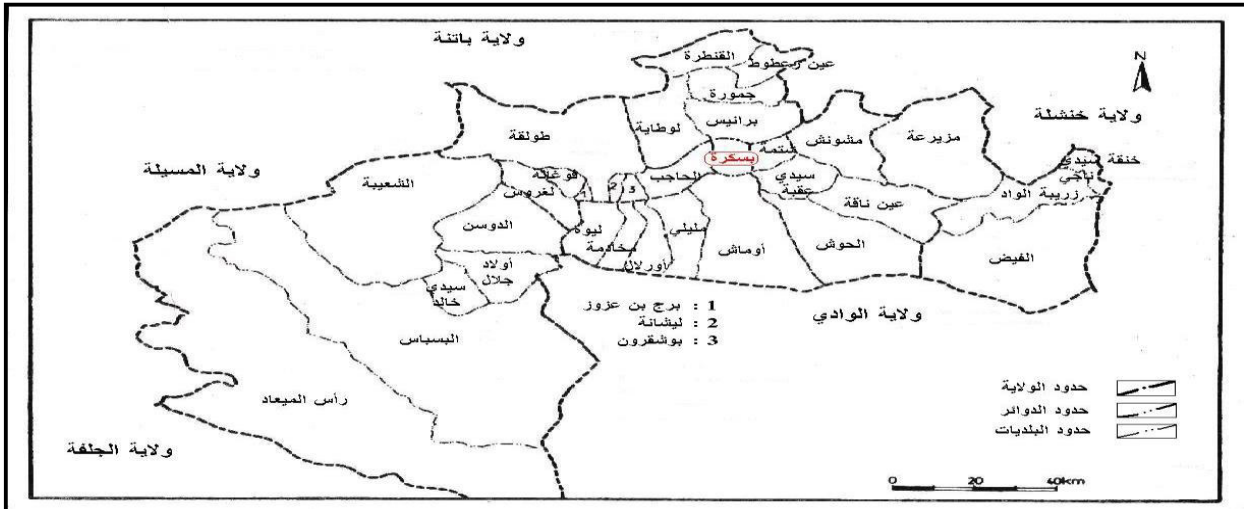 ولاية باتنة
القنطرة
عين زعطوط
N
جمورة
ولاية خنشلة
برانيس
لوطاية
مشونش
مزيرعة
طولقة
شتمة
بسكرة
خنقة سيدي
ناجي
ولاية المسيلة
الشعيبة
فوغالة
لغروس
الحاجب
سيدي
عقبة
زريبة الواد
عين ناقة
1
2
3
الدوسن
ليوة
مخادمة
أورلال
مليلي
أوماش
الحوش
الفيض
أولاد
جلال
سيدي
خالد
ولاية الوادي
1 : برج بن عزوز
2 : ليشانة
3 : بوشقرون
البسباس
رأس الميعاد
حدود الولاية
حدود الدوائر
حدود البلديات
ولاية الجلفة
0 20 40km